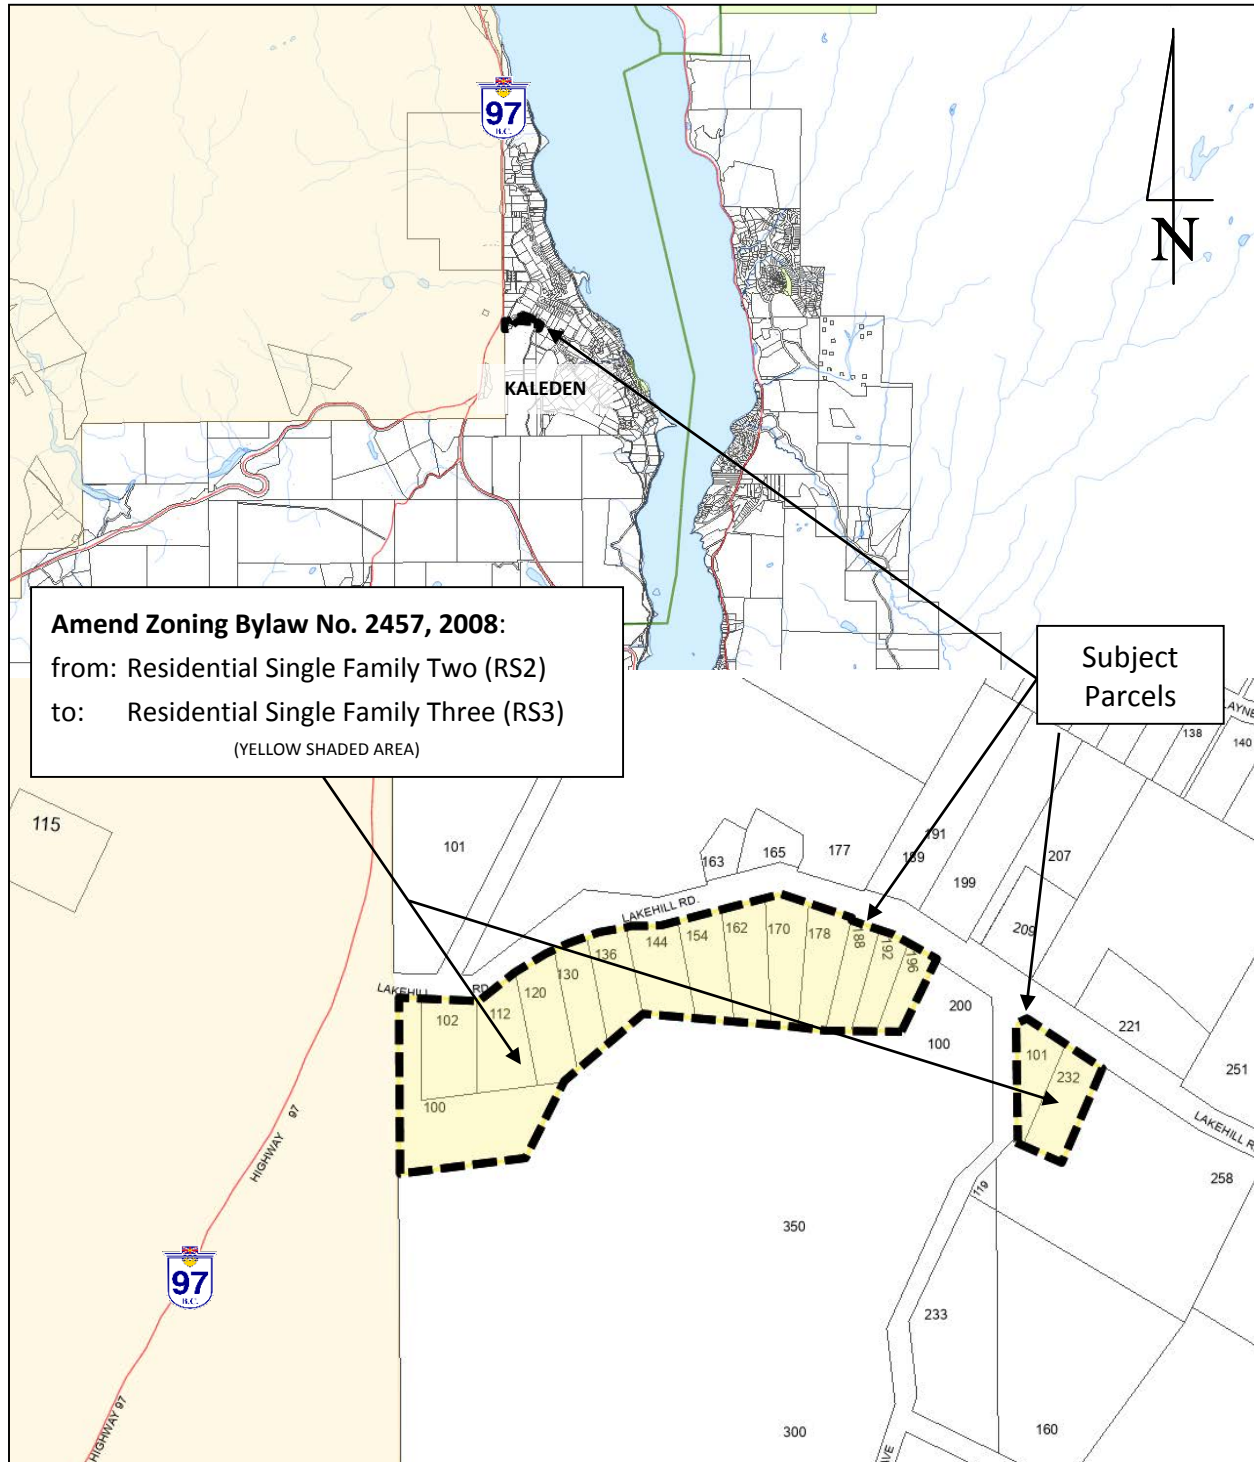 97
B.C.
N
KALEDEN
Amend Zoning Bylaw No. 2457, 2008:
from: Residential Single Family Two (RS2)
to: Residential Single Family Three (RS3)
(YELLOW SHADED AREA)
Subject
Parcels
138
140
115
101
163
165
177
191
189
199
207
209
LAKEHILL RD.
144
154
162
170
178
188
192
196
136
130
120
112
102
100
LAKEHILL
RD.
200
100
101
232
221
251
LAKEHILL R
258
119
350
233
300
160
HIGHWAY 97
97
B.C.
HIGHWAY 97
AVE